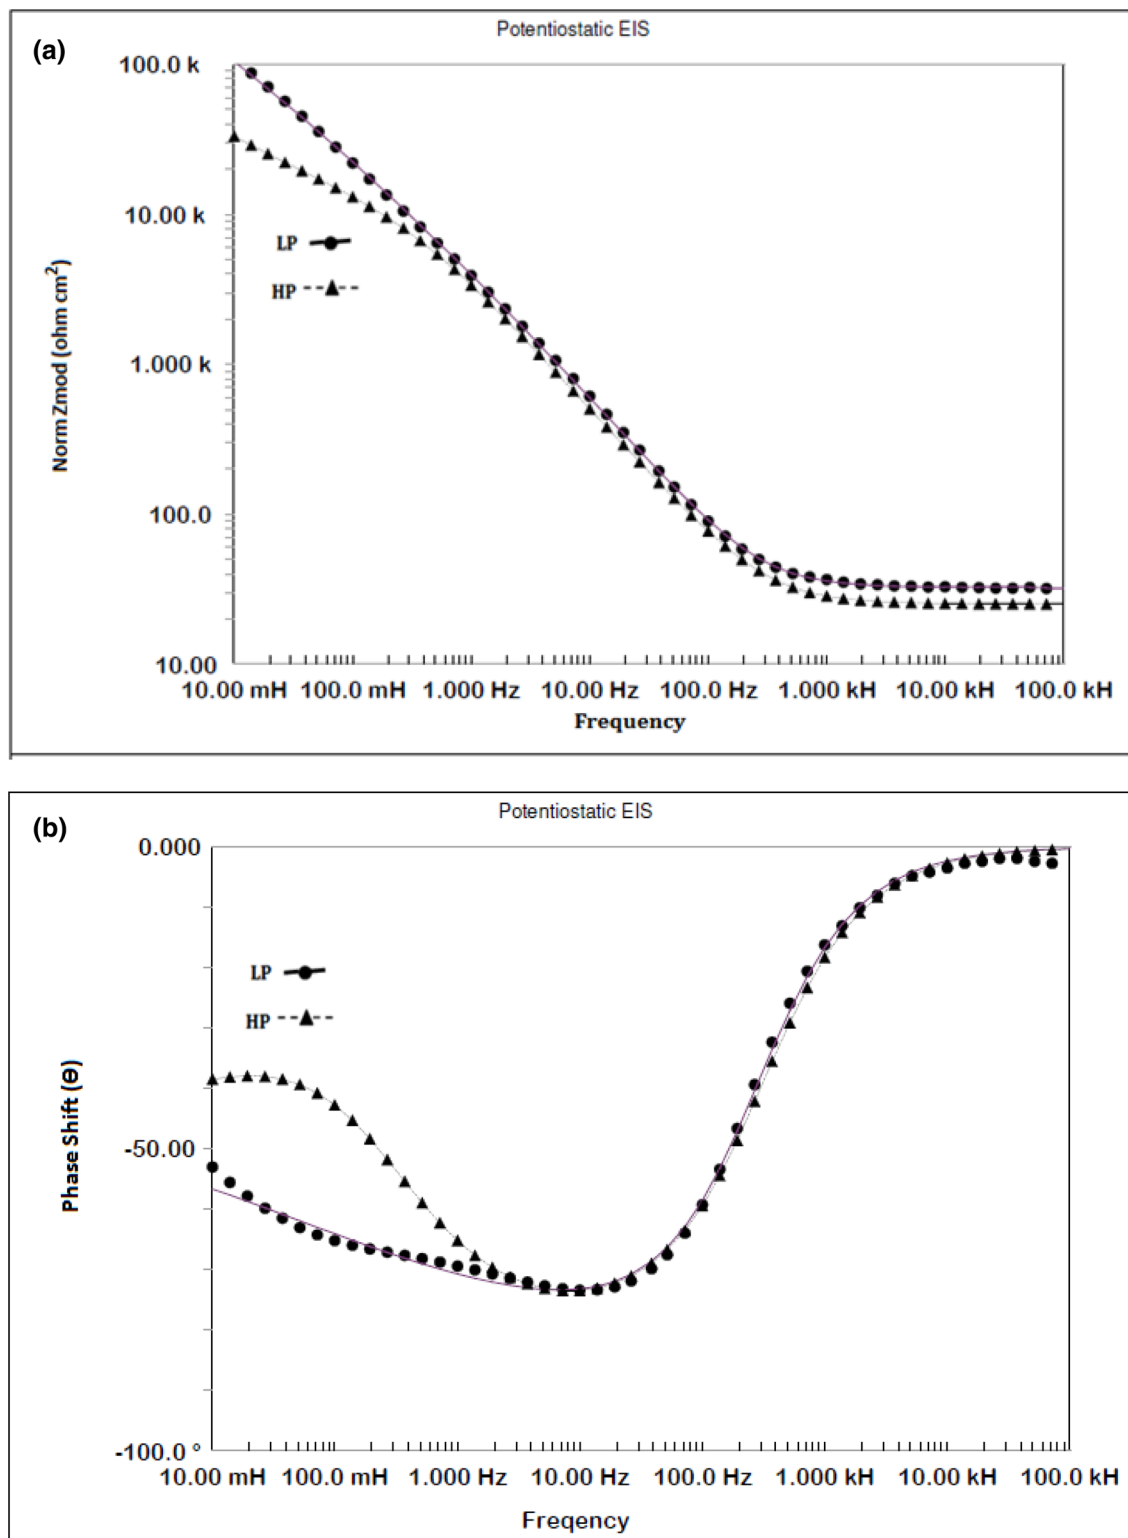 Potentiostatic EIS
(a)
100.0 k
10.00 k
1.000 k
100.0
10.00
Norm Zmod (ohm cm²)
LP
HP
10.00 mH 100.0 mH 1.000 Hz 10.00 Hz 100.0 Hz 1.000 kH 10.00 kH 100.0 kH
Frequency
Potentiostatic EIS
(b)
0.000
-50.00
-100.0 °
Phase Shift (Θ)
LP
HP
10.00 mH 100.0 mH 1.000 Hz 10.00 Hz 100.0 Hz 1.000 kH 10.00 kH 100.0 kH
Freqency